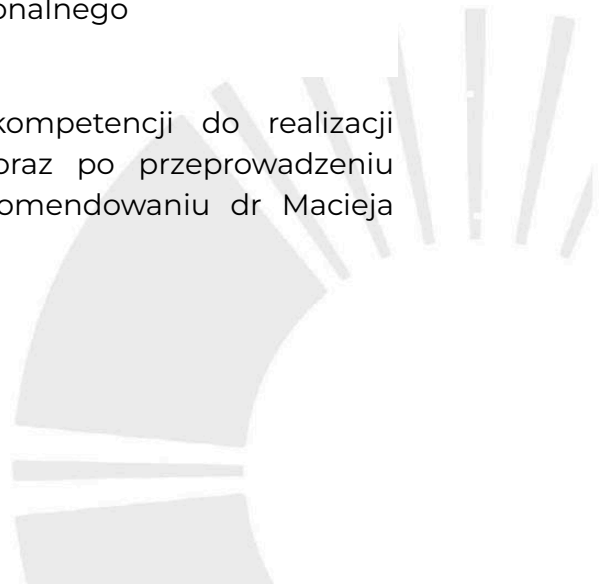 onalnego
kompetencji do realizacji
oraz po przeprowadzeniu
omendowaniu dr Macieja